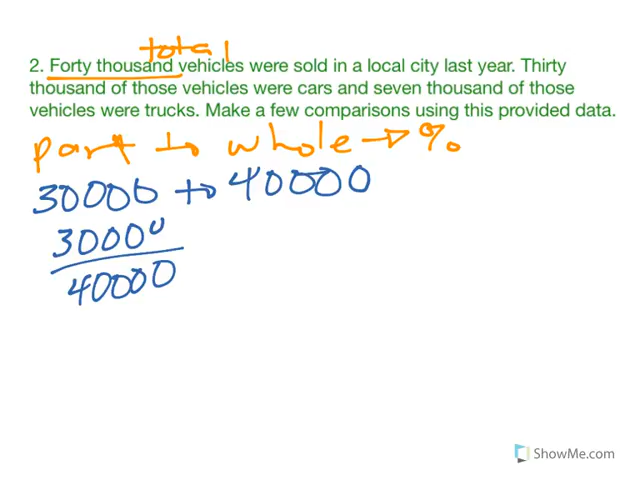 total
2. Forty thousand vehicles were sold in a local city last year. Thirty
thousand of those vehicles were cars and seven thousand of those
vehicles were trucks. Make a few comparisons using this provided data.
part to whole → %
30000 to 40000
30000
40000
ShowMe.com